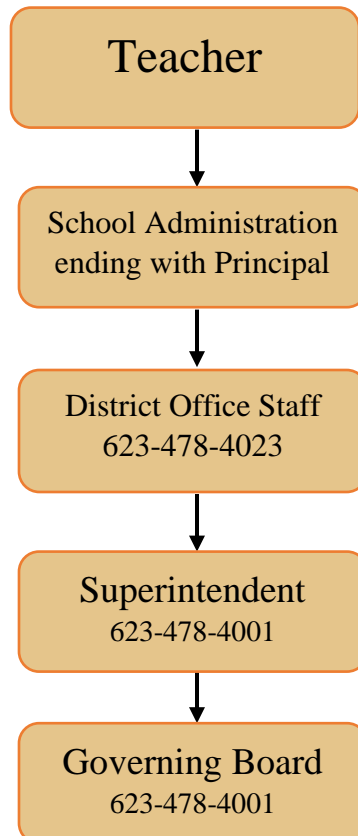 Teacher
School Administration
ending with Principal
District Office Staff
623-478-4023
Superintendent
623-478-4001
Governing Board
623-478-4001